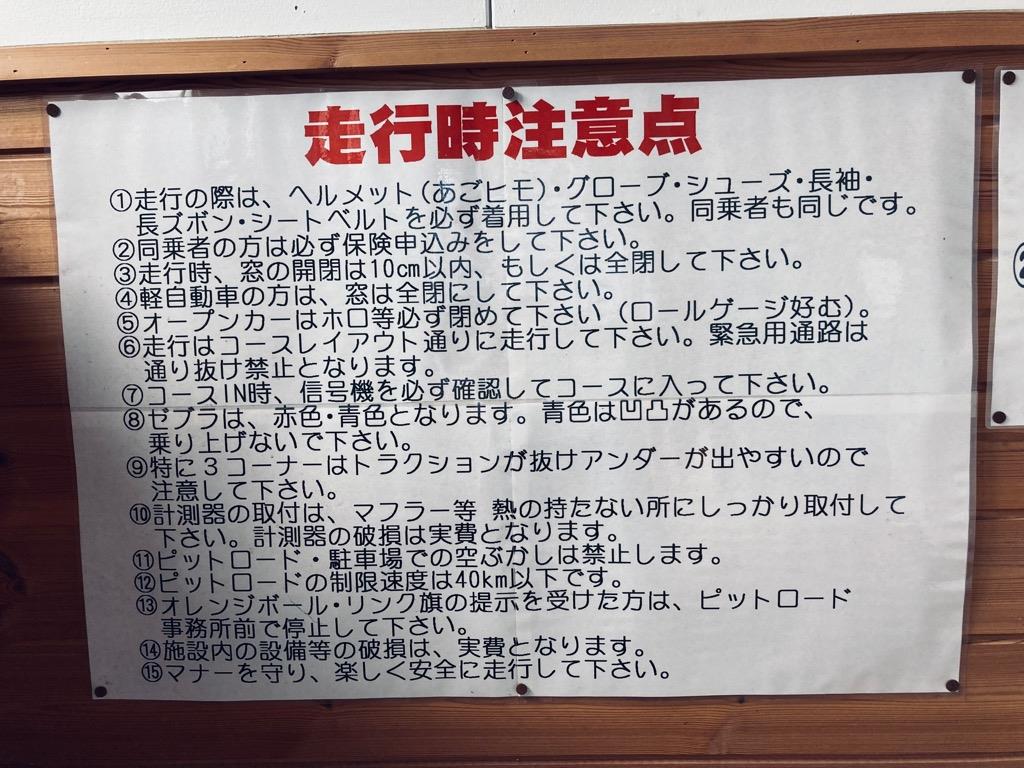 走行時注意点
①走行の際は、ヘルメット(あごヒモ)・グローブ・シューズ・長袖・
長ズボン・シートベルトを必ず着用して下さい。同乗者も同じです。
②同乗者の方は必ず保険申込みをして下さい。
③走行時、窓の開閉は10cm以内、もしくは全閉して下さい。
④軽自動車の方は、窓は全閉にして下さい。
⑤オープンカーはホロ等必ず閉めて下さい(ロールゲージ好む)。
⑥走行はコースレイアウト通りに走行して下さい。緊急用通路は
通り抜け禁止となります。
⑦コースIN時、信号機を必ず確認してコースに入って下さい。
⑧ゼブラは、赤色・青色となります。青色は凹凸があるので、
乗り上げないで下さい。
⑨特に3コーナーはトラクションが抜けアンダーが出やすいので
注意して下さい。
⑩計測器の取付は、マフラー等 熱の持たない所にしっかり取付して
下さい。計測器の破損は実費となります。
⑪ピットロード・駐車場での空ぶかしは禁止します。
⑫ピットロードの制限速度は40km以下です。
⑬オレンジボール・リンク旗の提示を受けた方は、ピットロード
事務所前で停止して下さい。
⑭施設内の設備等の破損は、実費となります。
⑮マナーを守り、楽しく安全に走行して下さい。